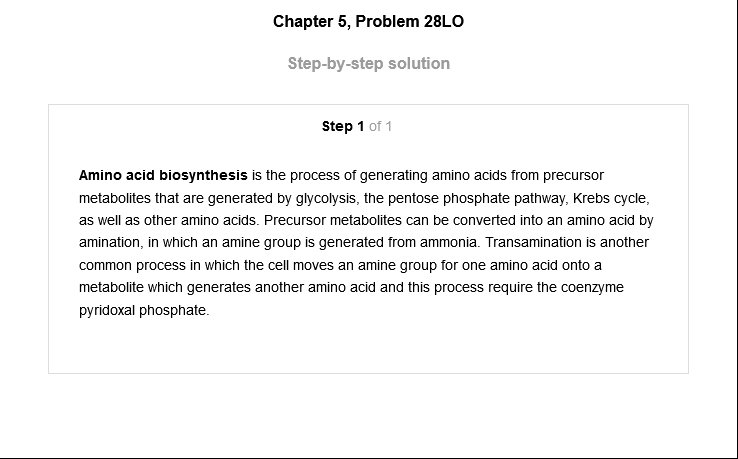 Chapter 5, Problem 28LO
Step-by-step solution
Step 1 of 1
Amino acid biosynthesis is the process of generating amino acids from precursor
metabolites that are generated by glycolysis, the pentose phosphate pathway, Krebs cycle,
as well as other amino acids. Precursor metabolites can be converted into an amino acid by
amination, in which an amine group is generated from ammonia. Transamination is another
common process in which the cell moves an amine group for one amino acid onto a
metabolite which generates another amino acid and this process require the coenzyme
pyridoxal phosphate.